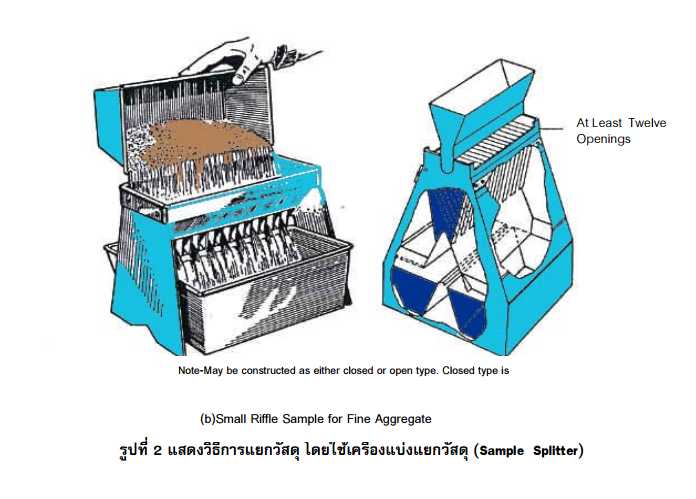 At Least Twelve
Openings
Note-May be constructed as either closed or open type. Closed type is
(b)Small Riffle Sample for Fine Aggregate
รูปที่ 2 แสดงวิธีการแยกวัสดุ โดยใช้เครื่องแบ่งแยกวัสดุ (Sample Splitter)